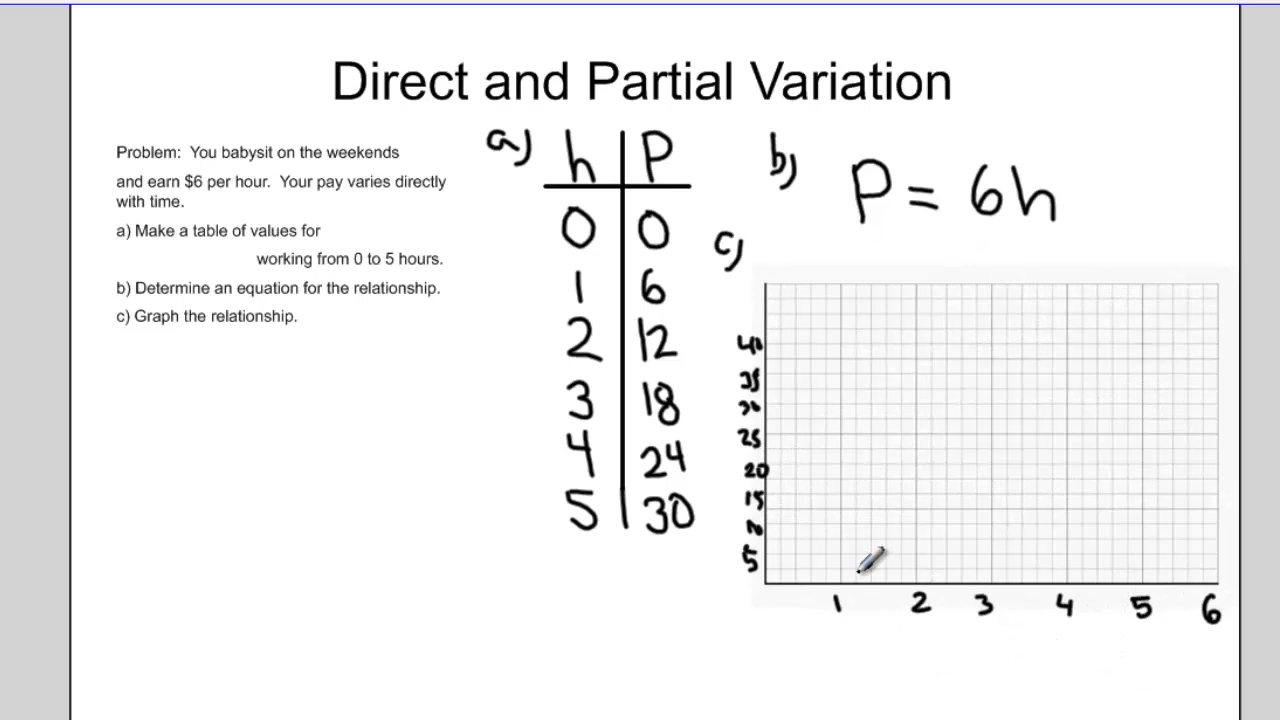 Direct and Partial Variation
Problem: You babysit on the weekends
and earn $6 per hour. Your pay varies directly
with time.
a) Make a table of values for
working from 0 to 5 hours.
b) Determine an equation for the relationship.
c) Graph the relationship.
a) h P
0 0
1 6
2 12
3 18
4 24
5 30
b) P = 6h
c)
40
35
30
25
20
15
10
5
1 2 3 4 5 6